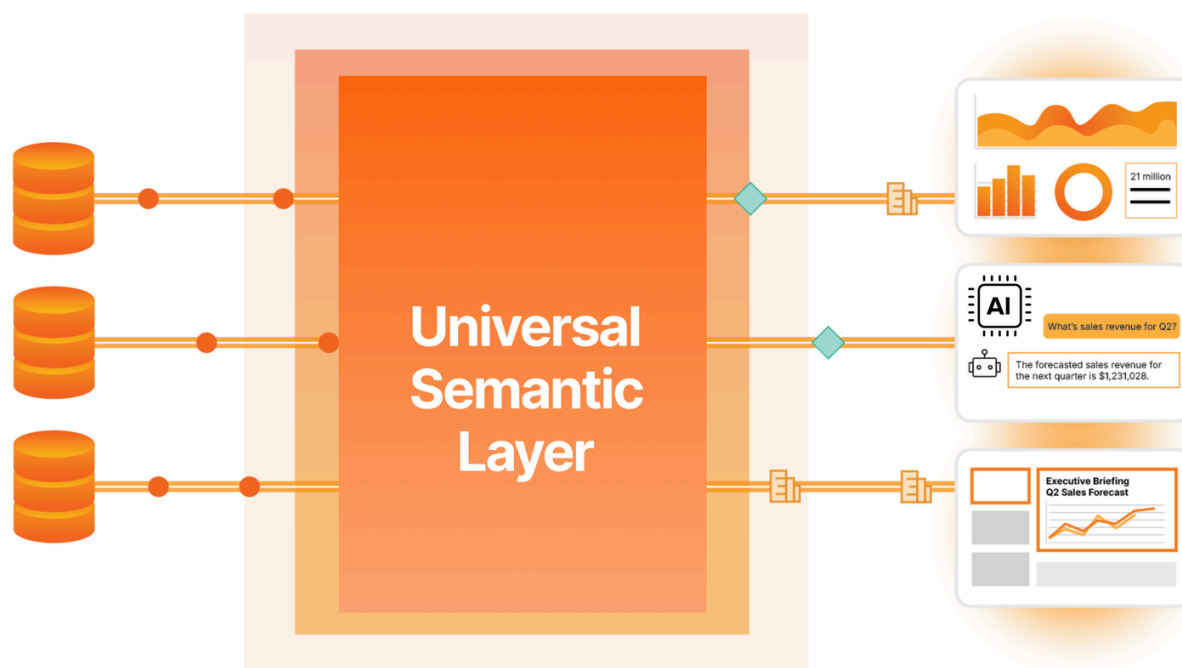 Universal
Semantic
Layer
21 million
AI
What's sales revenue for Q2?
The forecasted sales revenue for
the next quarter is $1,231,028.
Executive Briefing
Q2 Sales Forecast